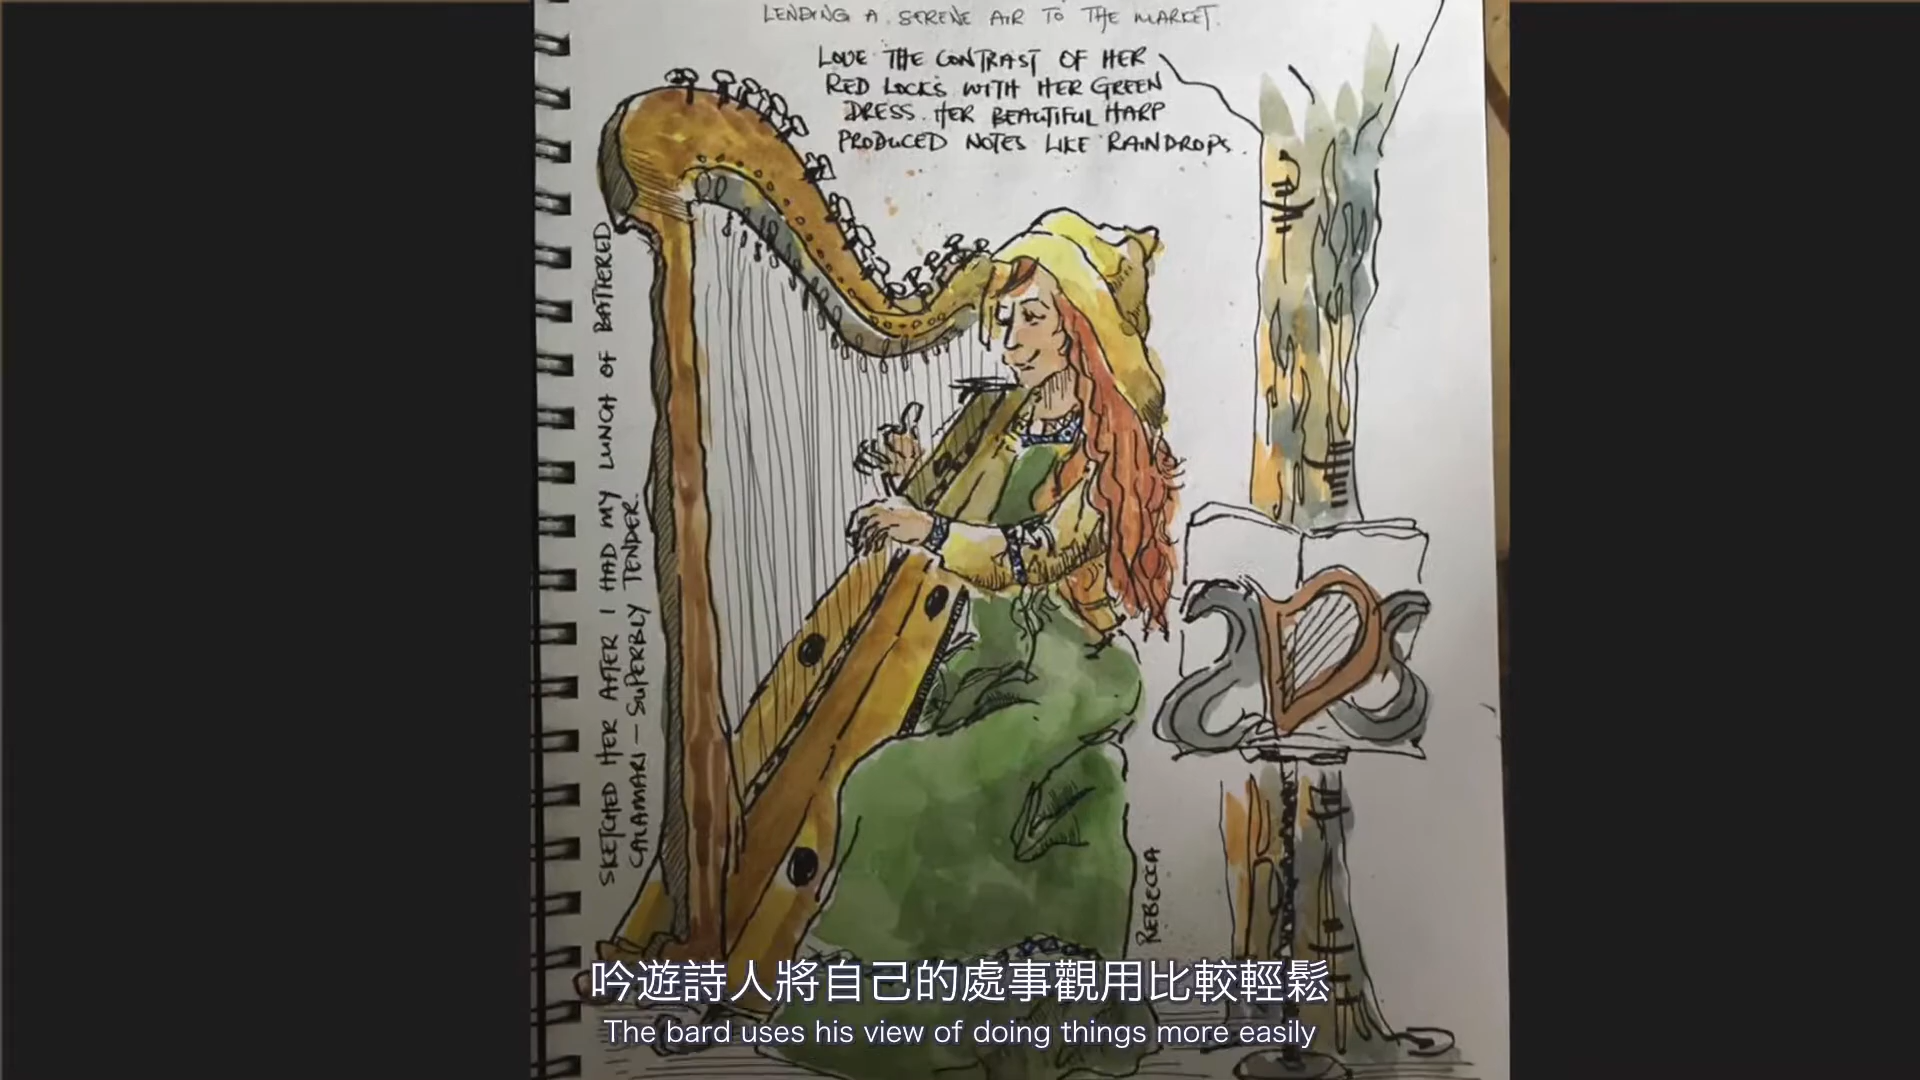 LENDING A SERENE AIR TO THE MARKET.
LOVE THE CONTRAST OF HER
RED LOCKS WITH HER GREEN
DRESS. HER BEAUTIFUL HARP
PRODUCED NOTES LIKE RAINDROPS.
SKETCHED HER AFTER I HAD MY LUNCH OF BATTERED
CALAMARI – SUPERBLY TENDER.
REBECCA
吟遊詩人將自己的處事觀用比較輕鬆
The bard uses his view of doing things more easily